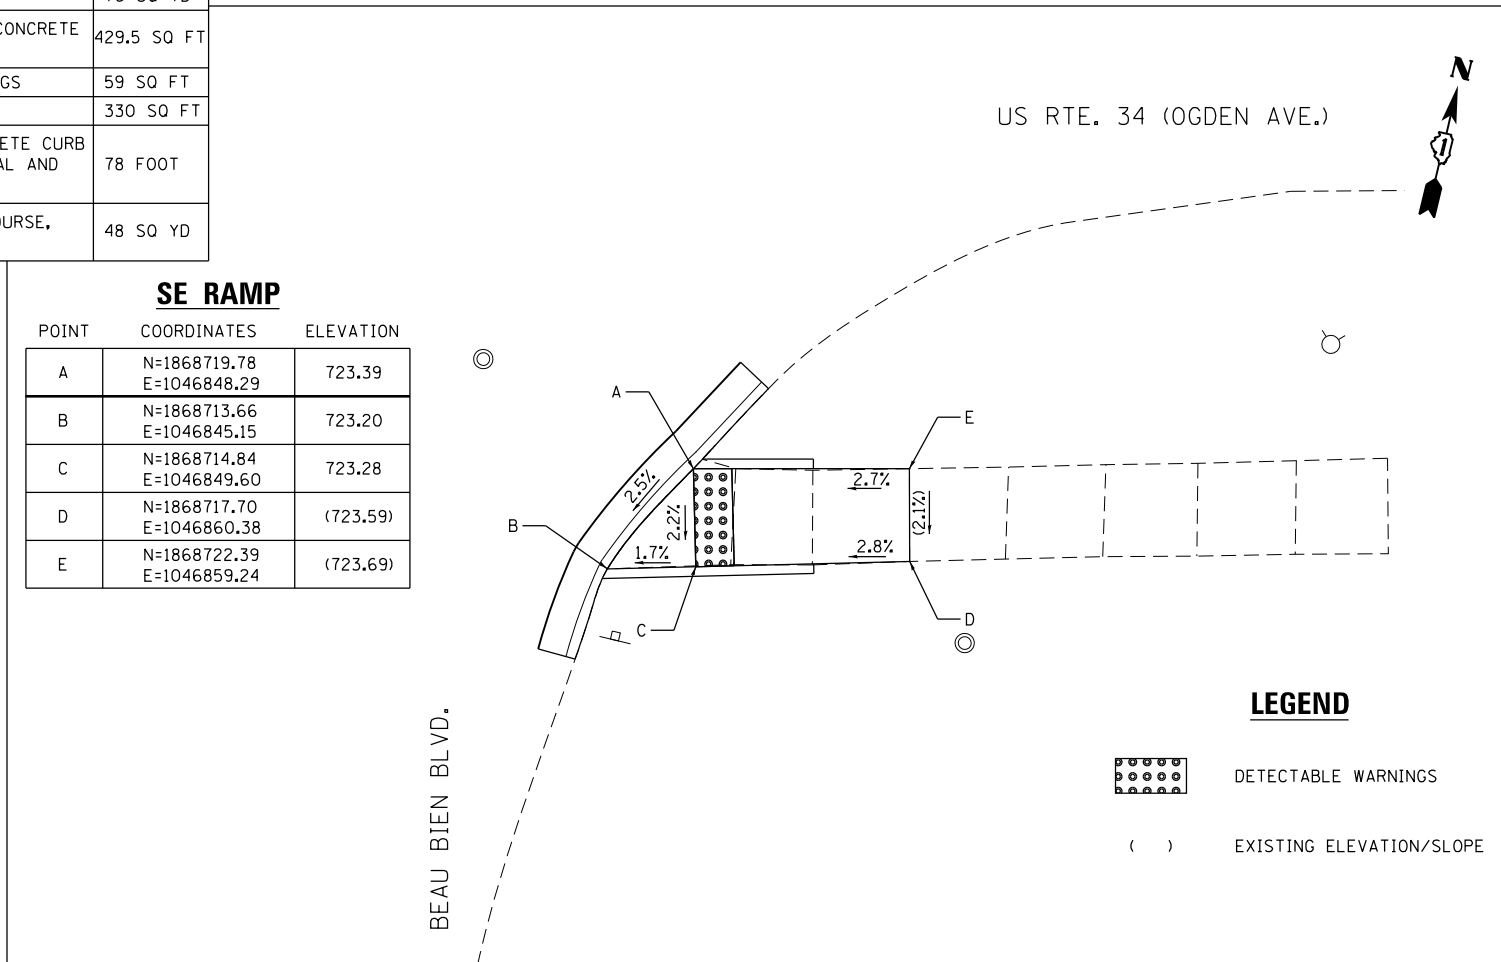 CONCRETE
429.5 SQ FT
GS
59 SQ FT
330 SQ FT
ETE CURB
AL AND
78 FOOT
OURSE,
48 SQ YD
SE RAMP
POINT COORDINATES ELEVATION
A N=1868719.78 723.39
E=1046848.29
B N=1868713.66 723.20
E=1046845.15
C N=1868714.84 723.28
E=1046849.60
D N=1868717.70 (723.59)
E=1046860.38
E N=1868722.39 (723.69)
E=1046859.24
US RTE. 34 (OGDEN AVE.)
N
1
A
E
2.5%
2.7%
(2.1%)
B
2.2%
1.7%
2.8%
C
D
BEAU BIEN BLVD.
LEGEND
DETECTABLE WARNINGS
( ) EXISTING ELEVATION/SLOPE